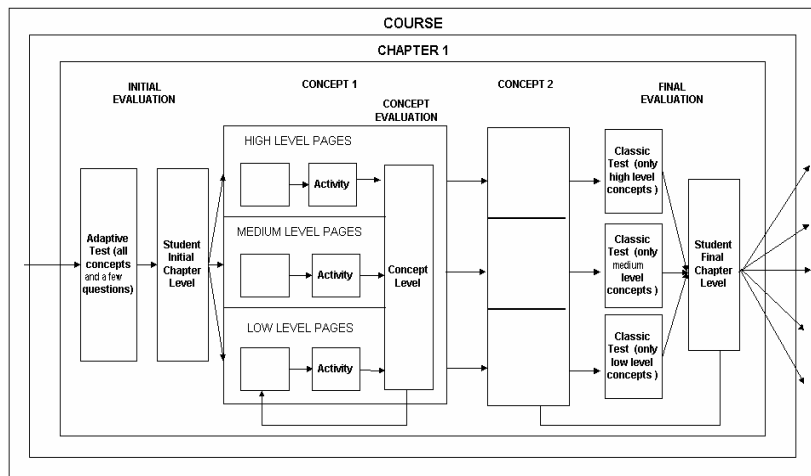 COURSE
CHAPTER 1
INITIAL
EVALUATION
CONCEPT 1
CONCEPT
EVALUATION
CONCEPT 2
FINAL
EVALUATION
Adaptive
Test (all
concepts
and a few
questions)
Student
Initial
Chapter
Level
HIGH LEVEL PAGES
Activity
MEDIUM LEVEL PAGES
Activity
LOW LEVEL PAGES
Activity
Concept
Level
Classic
Test (only
high level
concepts )
Classic
Test (only
medium
level
concepts )
Classic
Test (only
low level
concepts )
Student
Final
Chapter
Level